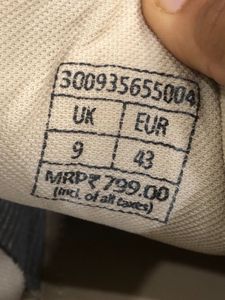 300935655004
UK EUR
9 43
MRP₹ 799.00
(Incl. of all taxes)